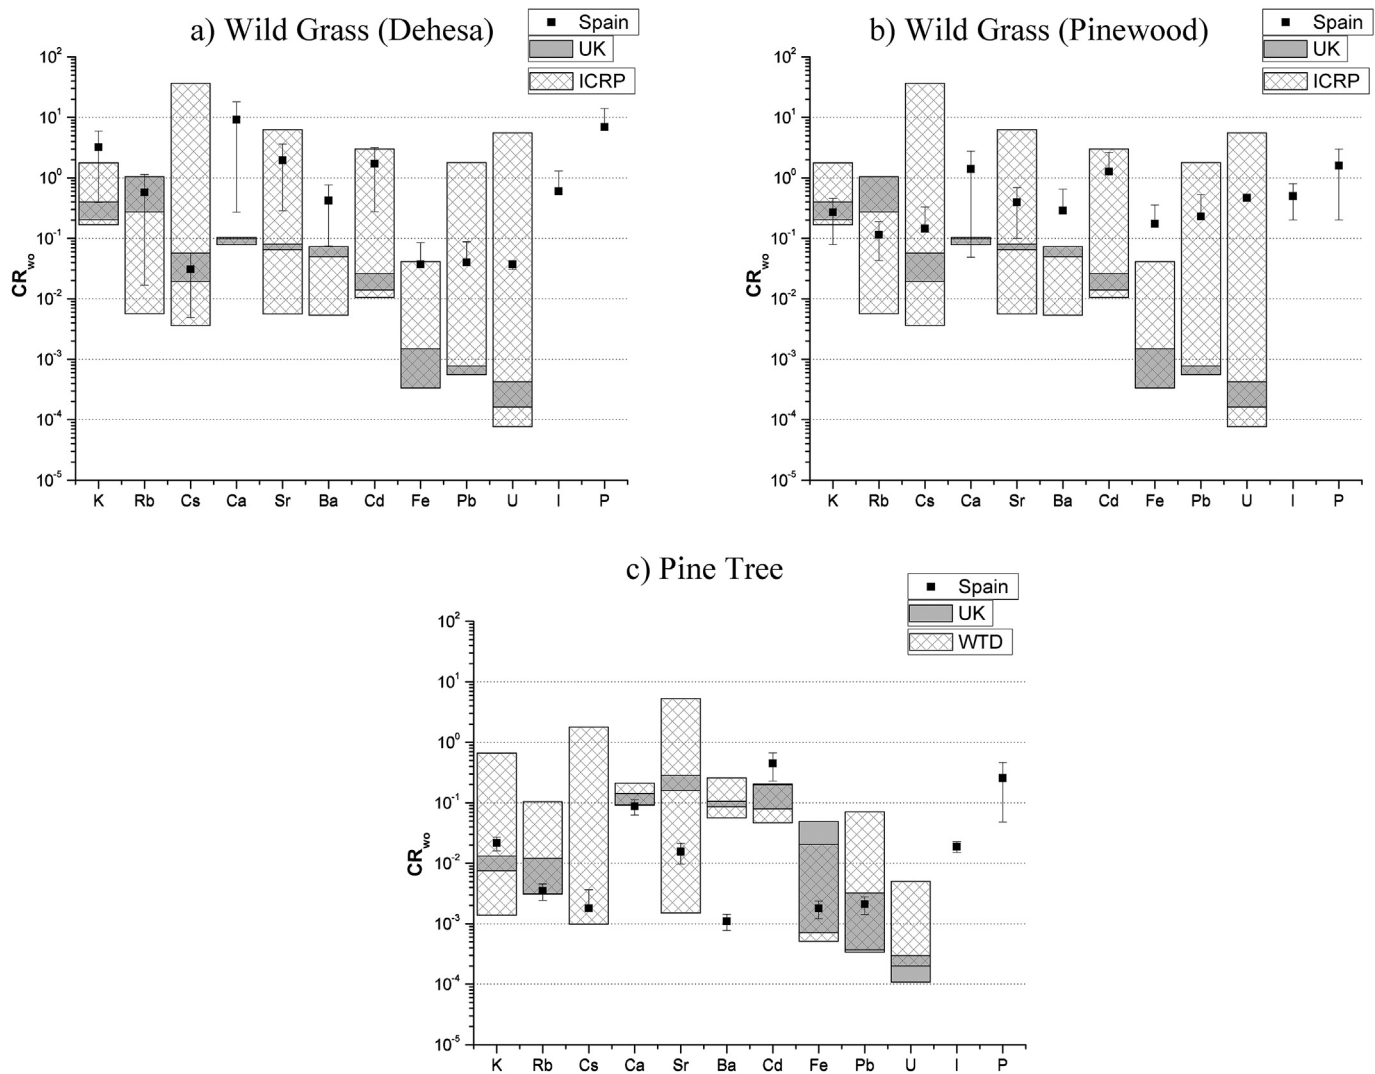 a) Wild Grass (Dehesa)
Spain
UK
ICRP
10² 10¹ 10⁰ 10⁻¹ 10⁻² 10⁻³ 10⁻⁴ 10⁻⁵
CRwo
K Rb Cs Ca Sr Ba Cd Fe Pb U I P
b) Wild Grass (Pinewood)
Spain
UK
ICRP
10² 10¹ 10⁰ 10⁻¹ 10⁻² 10⁻³ 10⁻⁴ 10⁻⁵
CRwo
K Rb Cs Ca Sr Ba Cd Fe Pb U I P
c) Pine Tree
Spain
UK
WTD
10² 10¹ 10⁰ 10⁻¹ 10⁻² 10⁻³ 10⁻⁴ 10⁻⁵
CRwo
K Rb Cs Ca Sr Ba Cd Fe Pb U I P